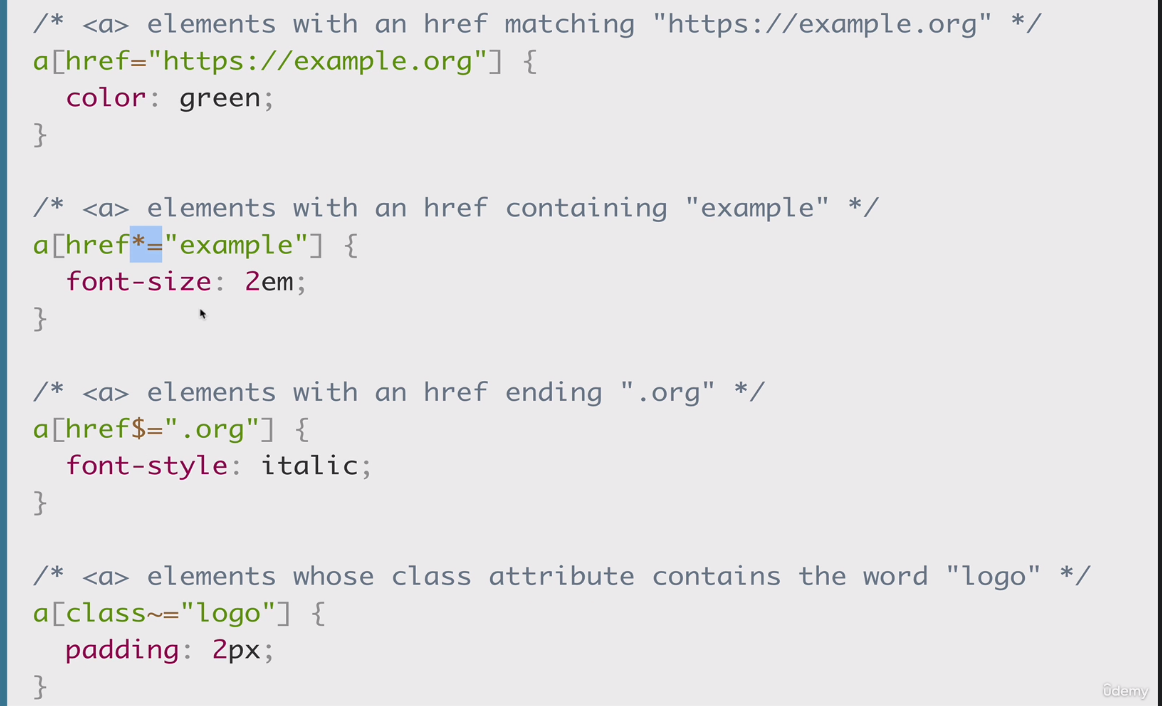 /* <a> elements with an href matching "https://example.org" */
a[href="https://example.org"] {
  color: green;
}
/* <a> elements with an href containing "example" */
a[href*="example"] {
  font-size: 2em;
}
/* <a> elements with an href ending ".org" */
a[href$=".org"] {
  font-style: italic;
}
/* <a> elements whose class attribute contains the word "logo" */
a[class~="logo"] {
  padding: 2px;
}
ûdemy